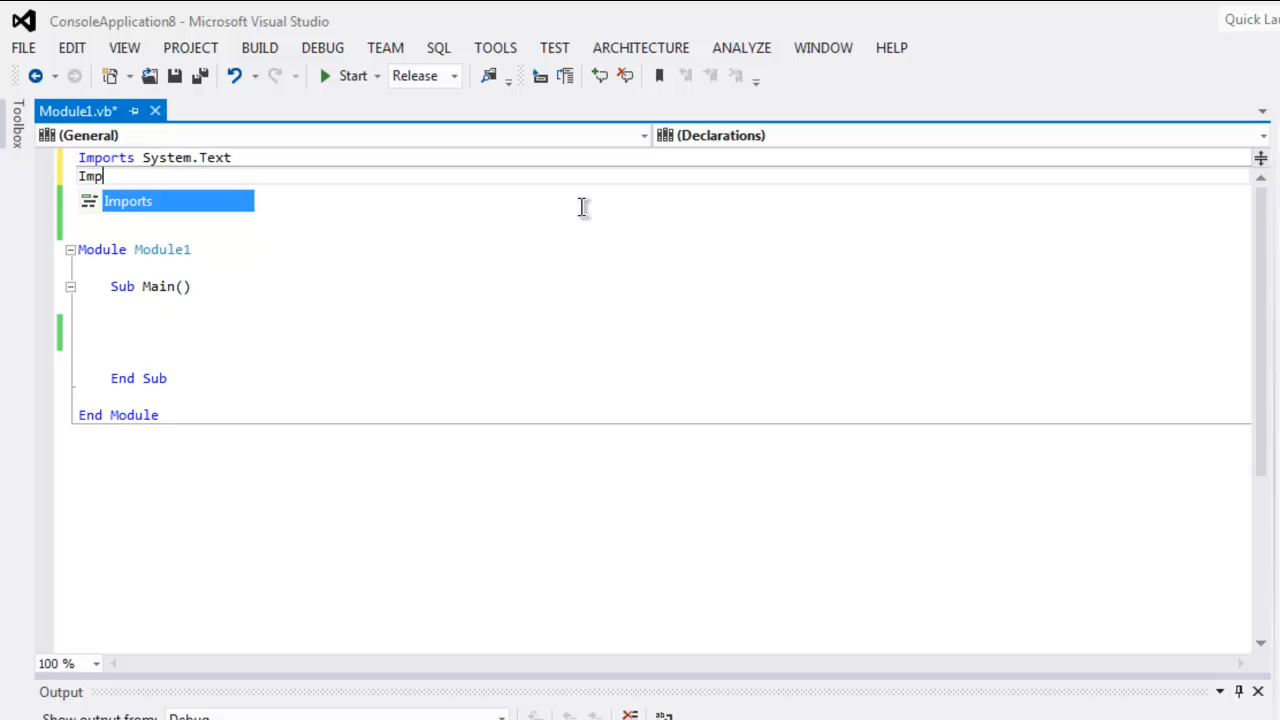 ConsoleApplication8 - Microsoft Visual Studio
Quick Lau
FILE EDIT VIEW PROJECT BUILD DEBUG TEAM SQL TOOLS TEST ARCHITECTURE ANALYZE WINDOW HELP
Start Release
Toolbox
Module1.vb*
(General) (Declarations)
Imports System.Text
Imp
Imports
Module Module1
Sub Main()
End Sub
End Module
100 %
Output
Show output from: Debug